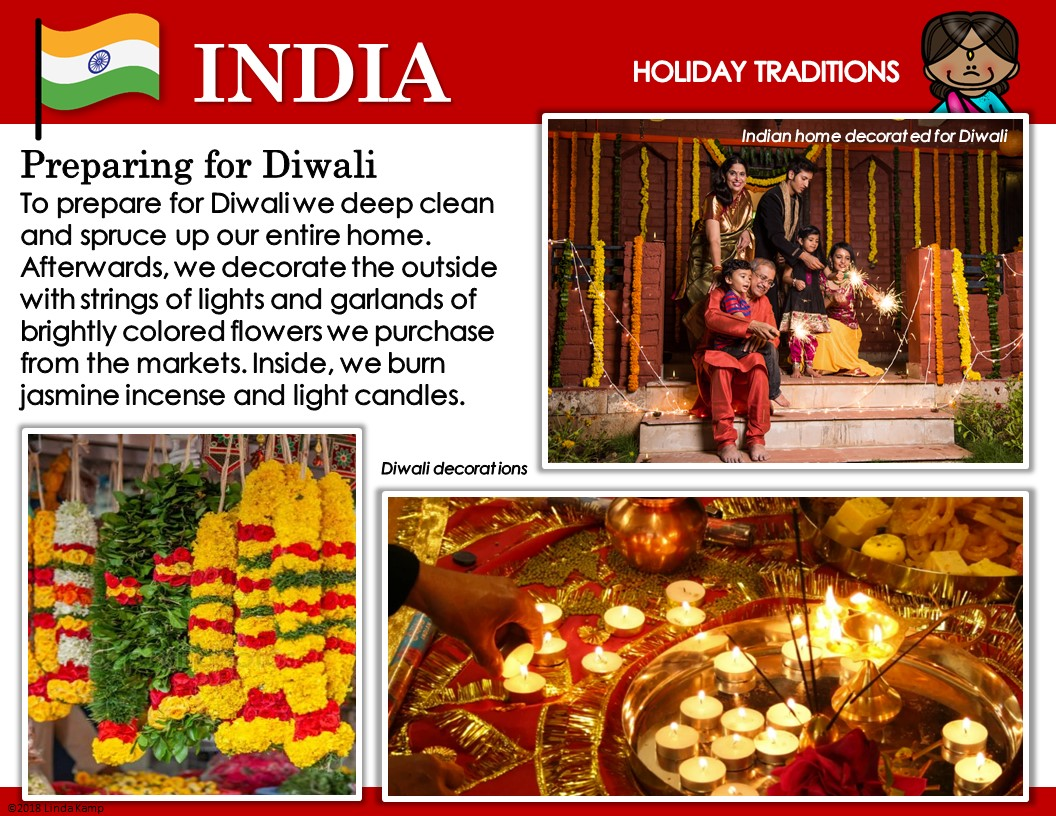 INDIA
HOLIDAY TRADITIONS
Indian home decorated for Diwali
Preparing for Diwali
To prepare for Diwali we deep clean
and spruce up our entire home.
Afterwards, we decorate the outside
with strings of lights and garlands of
brightly colored flowers we purchase
from the markets. Inside, we burn
jasmine incense and light candles.
Diwali decorations
©2018 Linda Kamp